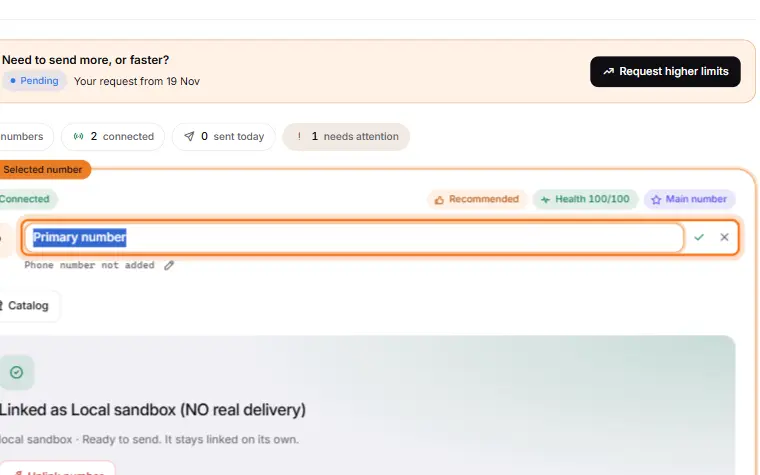 Need to send more, or faster?
Pending Your request from 19 Nov
Request higher limits
numbers 2 connected 0 sent today ! 1 needs attention
Selected number
Connected Recommended Health 100/100 Main number
Primary number
Phone number not added
Catalog
Linked as Local sandbox (NO real delivery)
local sandbox · Ready to send. It stays linked on its own.
Unlink number